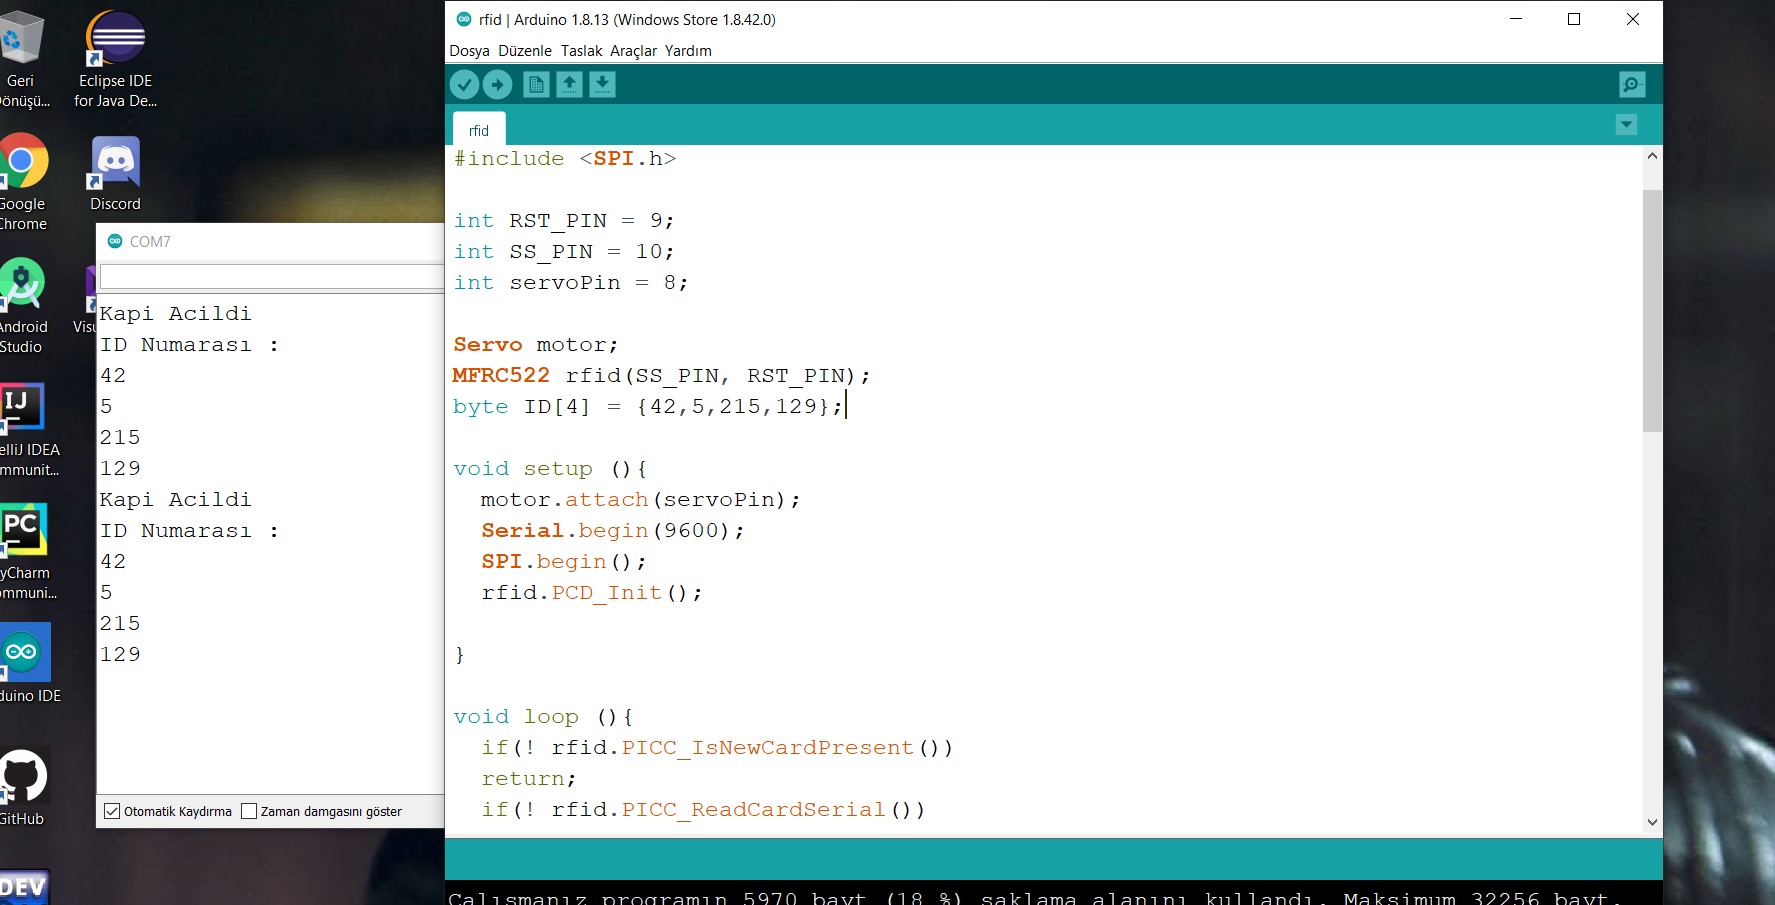 Geri
Dönüşü...
Eclipse IDE
for Java De...
Google
Chrome
Discord
Android
Studio
Visu
IJ
elliJ IDEA
mmunit...
PC
yCharm
mmuni...
duino IDE
GitHub
DEV
COM7
Kapi Acildi
ID Numarası :
42
5
215
129
Kapi Acildi
ID Numarası :
42
5
215
129
Otomatik Kaydırma
Zaman damgasını göster
rfid | Arduino 1.8.13 (Windows Store 1.8.42.0)
Dosya Düzenle Taslak Araçlar Yardım
rfid
#include <SPI.h>
int RST_PIN = 9;
int SS_PIN = 10;
int servoPin = 8;
Servo motor;
MFRC522 rfid(SS_PIN, RST_PIN);
byte ID[4] = {42,5,215,129};
void setup (){
motor.attach(servoPin);
Serial.begin(9600);
SPI.begin();
rfid.PCD_Init();
}
void loop (){
if(! rfid.PICC_IsNewCardPresent())
return;
if(! rfid.PICC_ReadCardSerial())
Çalışmanız programın 5970 bayt (18 %) saklama alanını kullandı. Maksimum 32256 bayt.